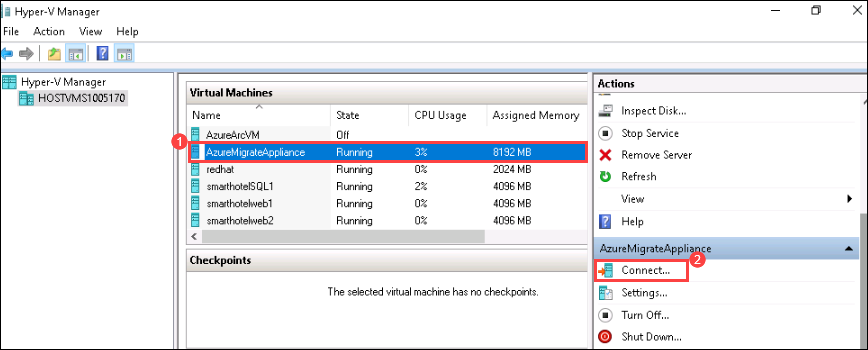 Hyper-V Manager
File Action View Help
Hyper-V Manager
HOSTVMS1005170
Virtual Machines
Name State CPU Usage Assigned Memory
AzureArcVM Off
1
AzureMigrateAppliance Running 3% 8192 MB
redhat Running 0% 2024 MB
smarthotelSQL1 Running 2% 4096 MB
smarthotelweb1 Running 0% 4096 MB
smarthotelweb2 Running 0% 4096 MB
Checkpoints
The selected virtual machine has no checkpoints.
Actions
Inspect Disk...
Stop Service
Remove Server
Refresh
View
Help
AzureMigrateAppliance
2
Connect...
Settings...
Turn Off...
Shut Down...